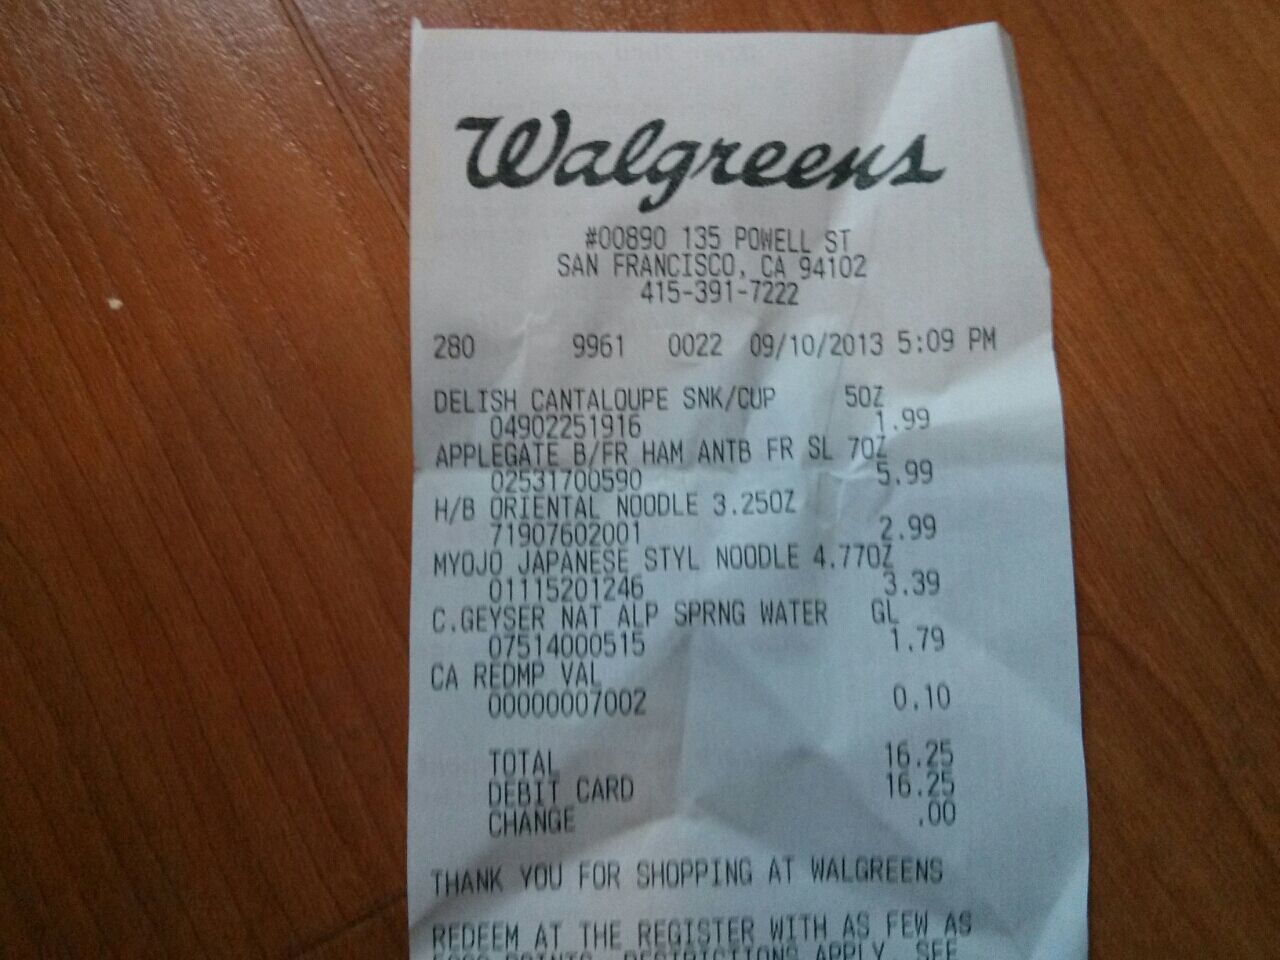 Walgreens
#00890 135 POWELL ST
SAN FRANCISCO, CA 94102
415-391-7222
280 9961 0022 09/10/2013 5:09 PM
DELISH CANTALOUPE SNK/CUP 5OZ
04902251916 1.99
APPLEGATE B/FR HAM ANTB FR SL 7OZ
02531700590 5.99
H/B ORIENTAL NOODLE 3.25OZ
71907602001 2.99
MYOJO JAPANESE STYL NOODLE 4.77OZ
01115201246 3.39
C.GEYSER NAT ALP SPRNG WATER GL
07514000515 1.79
CA REDMP VAL
00000007002 0.10
TOTAL 16.25
DEBIT CARD 16.25
CHANGE .00
THANK YOU FOR SHOPPING AT WALGREENS
REDEEM AT THE REGISTER WITH AS FEW AS
POINTS. RESTRICTIONS APPLY. SEE